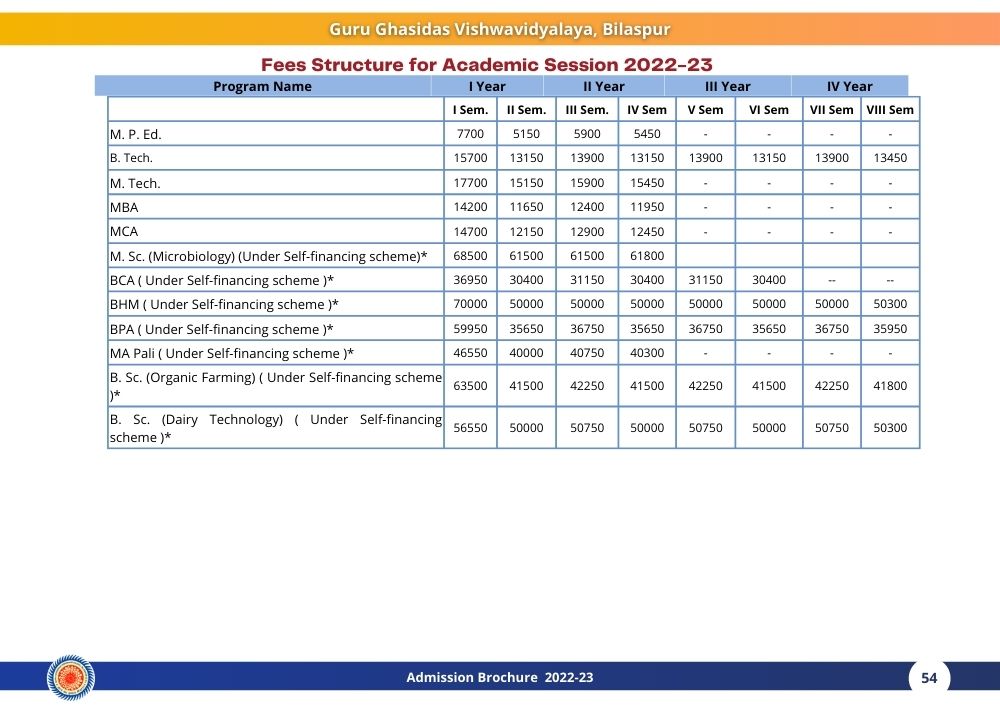 Guru Ghasidas Vishwavidyalaya, Bilaspur
Fees Structure for Academic Session 2022-23
Program Name I Year II Year III Year IV Year
I Sem. II Sem. III Sem. IV Sem V Sem VI Sem VII Sem VIII Sem
M. P. Ed. 7700 5150 5900 5450 - - - -
B. Tech. 15700 13150 13900 13150 13900 13150 13900 13450
M. Tech. 17700 15150 15900 15450 - - - -
MBA 14200 11650 12400 11950 - - - -
MCA 14700 12150 12900 12450 - - - -
M. Sc. (Microbiology) (Under Self-financing scheme)* 68500 61500 61500 61800
BCA ( Under Self-financing scheme )* 36950 30400 31150 30400 31150 30400 -- --
BHM ( Under Self-financing scheme )* 70000 50000 50000 50000 50000 50000 50000 50300
BPA ( Under Self-financing scheme )* 59950 35650 36750 35650 36750 35650 36750 35950
MA Pali ( Under Self-financing scheme )* 46550 40000 40750 40300 - - - -
B. Sc. (Organic Farming) ( Under Self-financing scheme
)* 63500 41500 42250 41500 42250 41500 42250 41800
B. Sc. (Dairy Technology) ( Under Self-financing
scheme )* 56550 50000 50750 50000 50750 50000 50750 50300
Admission Brochure 2022-23
54